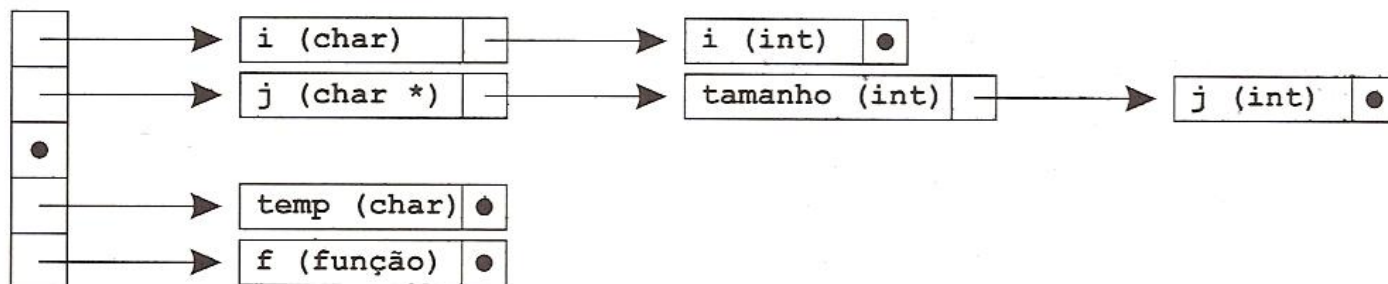 i (char) i (int)
j (char *) tamanho (int) j (int)
temp (char)
f (função)